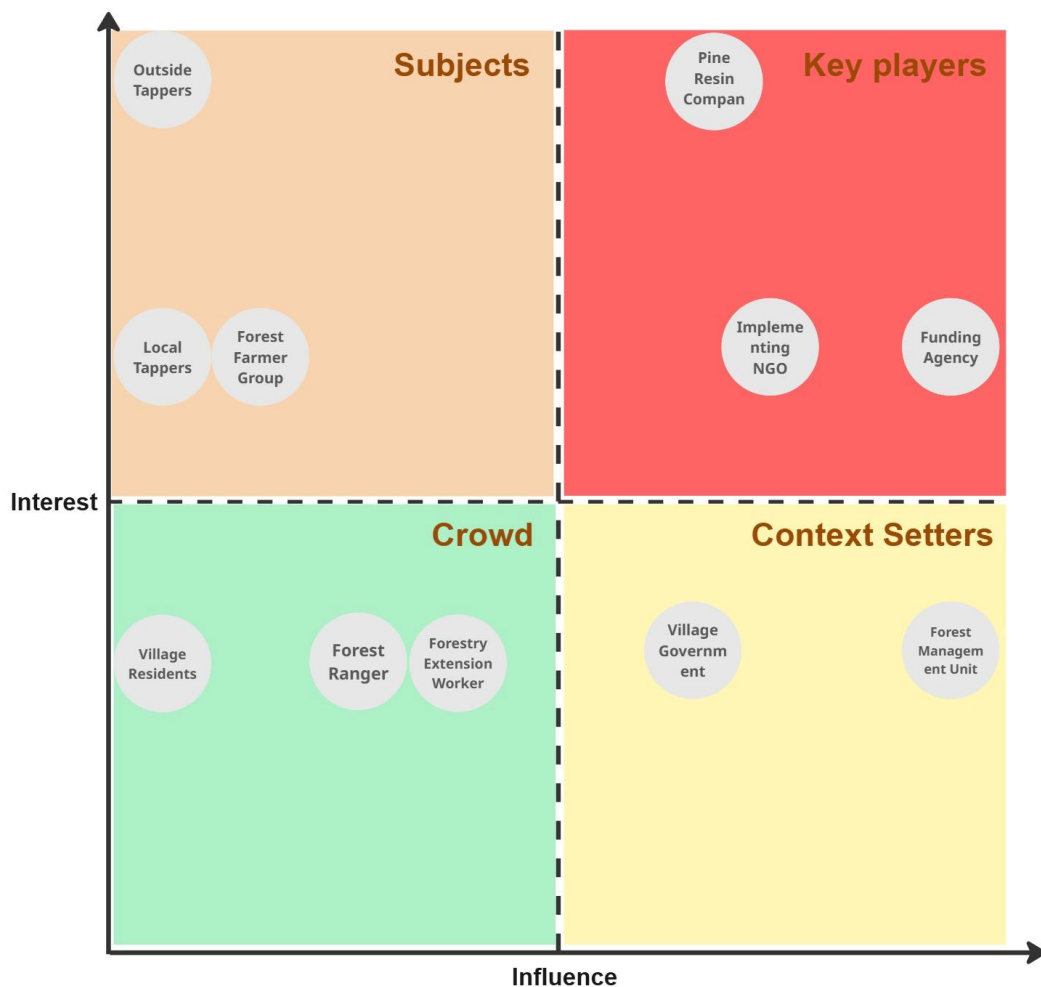 Subjects
Outside
Tappers
Local
Tappers
Forest
Farmer
Group
Key players
Pine
Resin
Compan
Impleme
nting
NGO
Funding
Agency
Interest
Crowd
Village
Residents
Forest
Ranger
Forestry
Extension
Worker
Context Setters
Village
Governm
ent
Forest
Managem
ent Unit
Influence